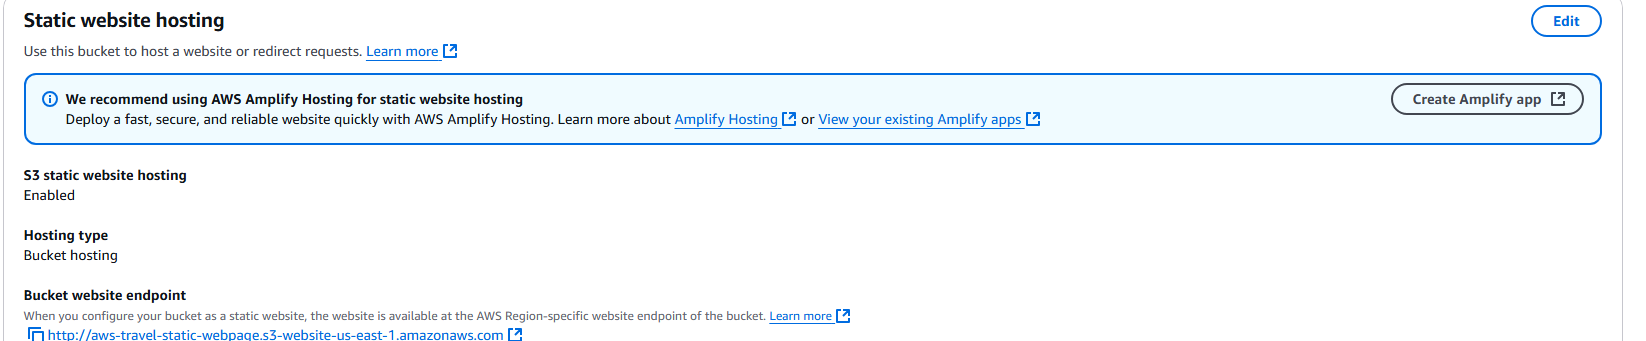 Static website hosting
Edit
Use this bucket to host a website or redirect requests. Learn more
We recommend using AWS Amplify Hosting for static website hosting
Create Amplify app
Deploy a fast, secure, and reliable website quickly with AWS Amplify Hosting. Learn more about Amplify Hosting or View your existing Amplify apps
S3 static website hosting
Enabled
Hosting type
Bucket hosting
Bucket website endpoint
When you configure your bucket as a static website, the website is available at the AWS Region-specific website endpoint of the bucket. Learn more
http://aws-travel-static-webpage.s3-website-us-east-1.amazonaws.com